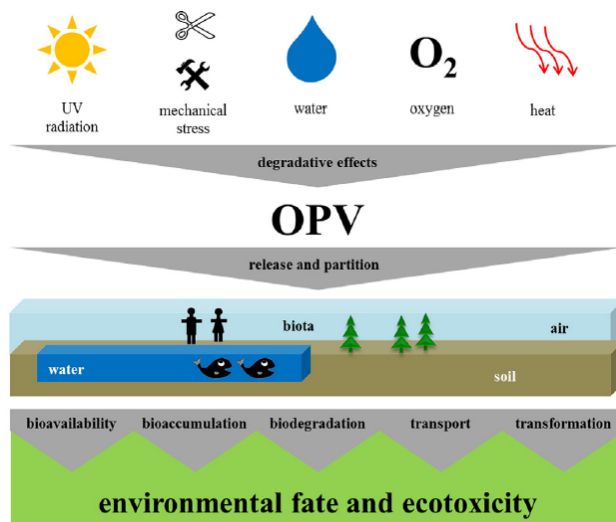 O₂
UV
radiation
mechanical
stress
water
oxygen
heat
degradative effects
OPV
release and partition
biota
air
water
soil
bioavailability
bioaccumulation
biodegradation
transport
transformation
environmental fate and ecotoxicity